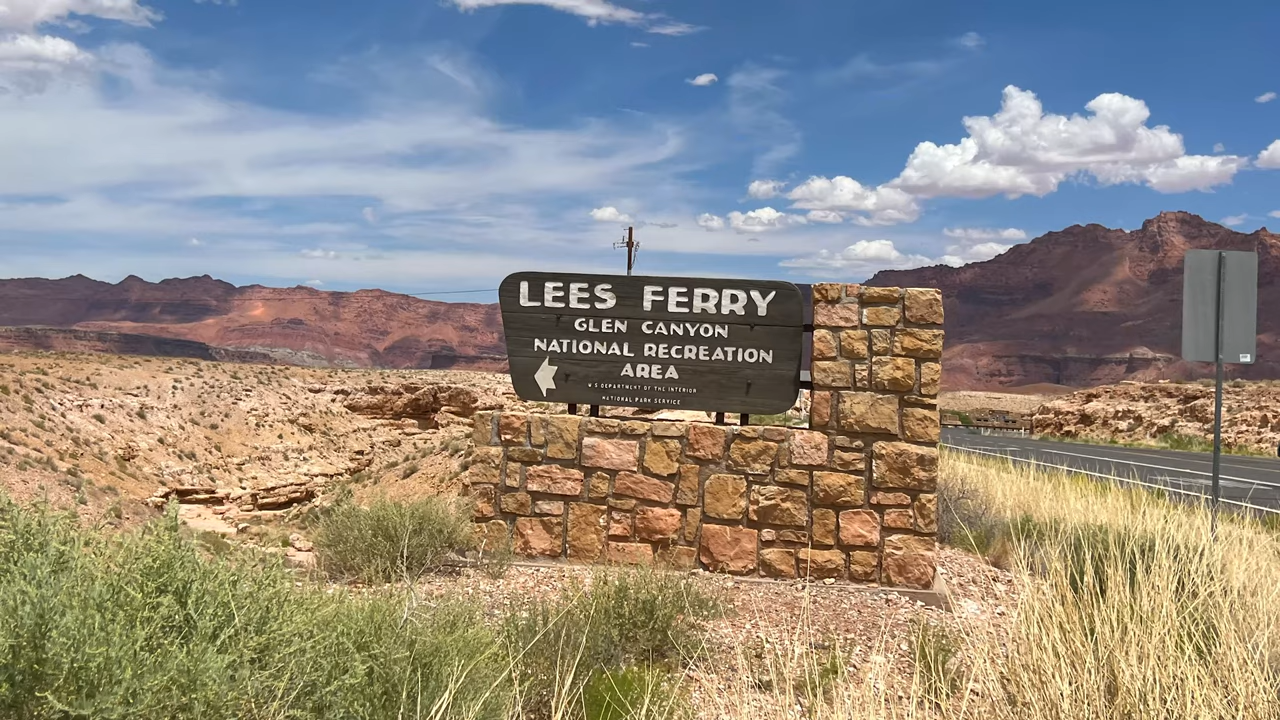 LEES FERRY
GLEN CANYON
NATIONAL RECREATION
AREA
U S DEPARTMENT OF THE INTERIOR
NATIONAL PARK SERVICE